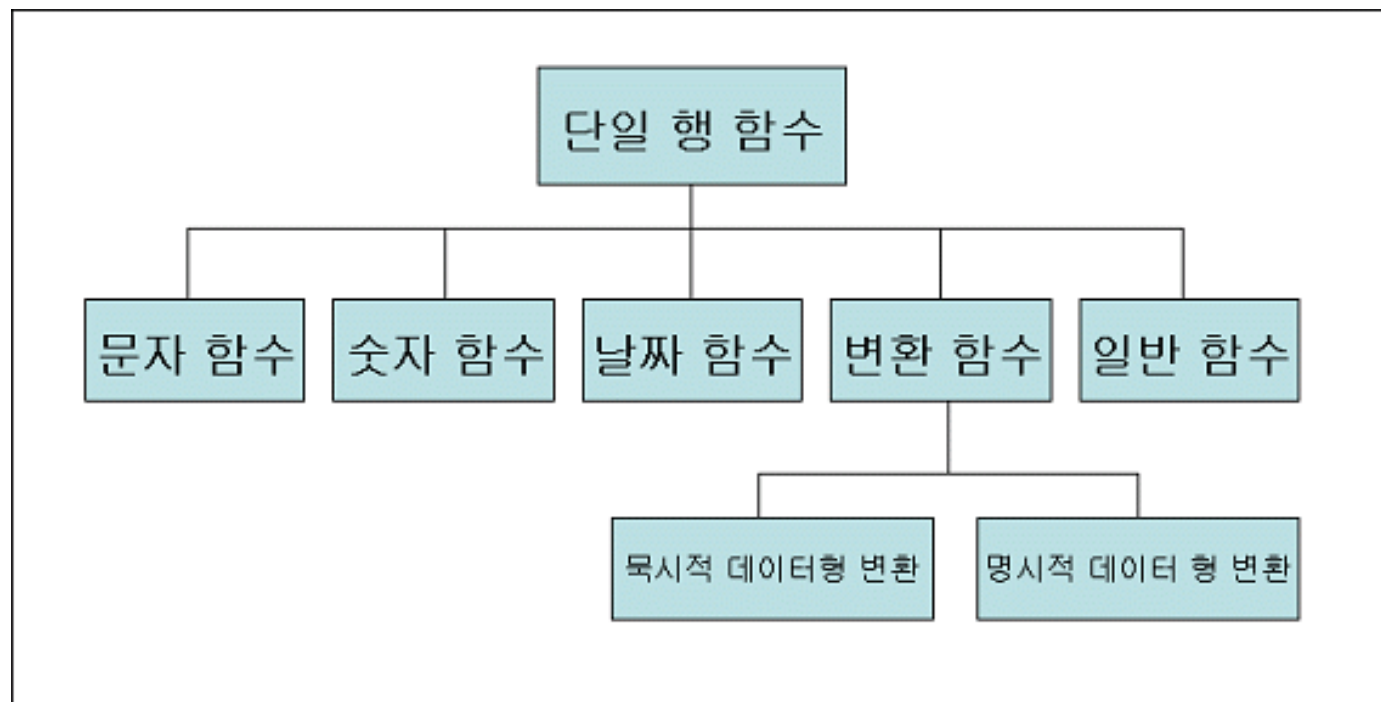 단일 행 함수
문자 함수
숫자 함수
날짜 함수
변환 함수
일반 함수
묵시적 데이터형 변환
명시적 데이터 형 변환